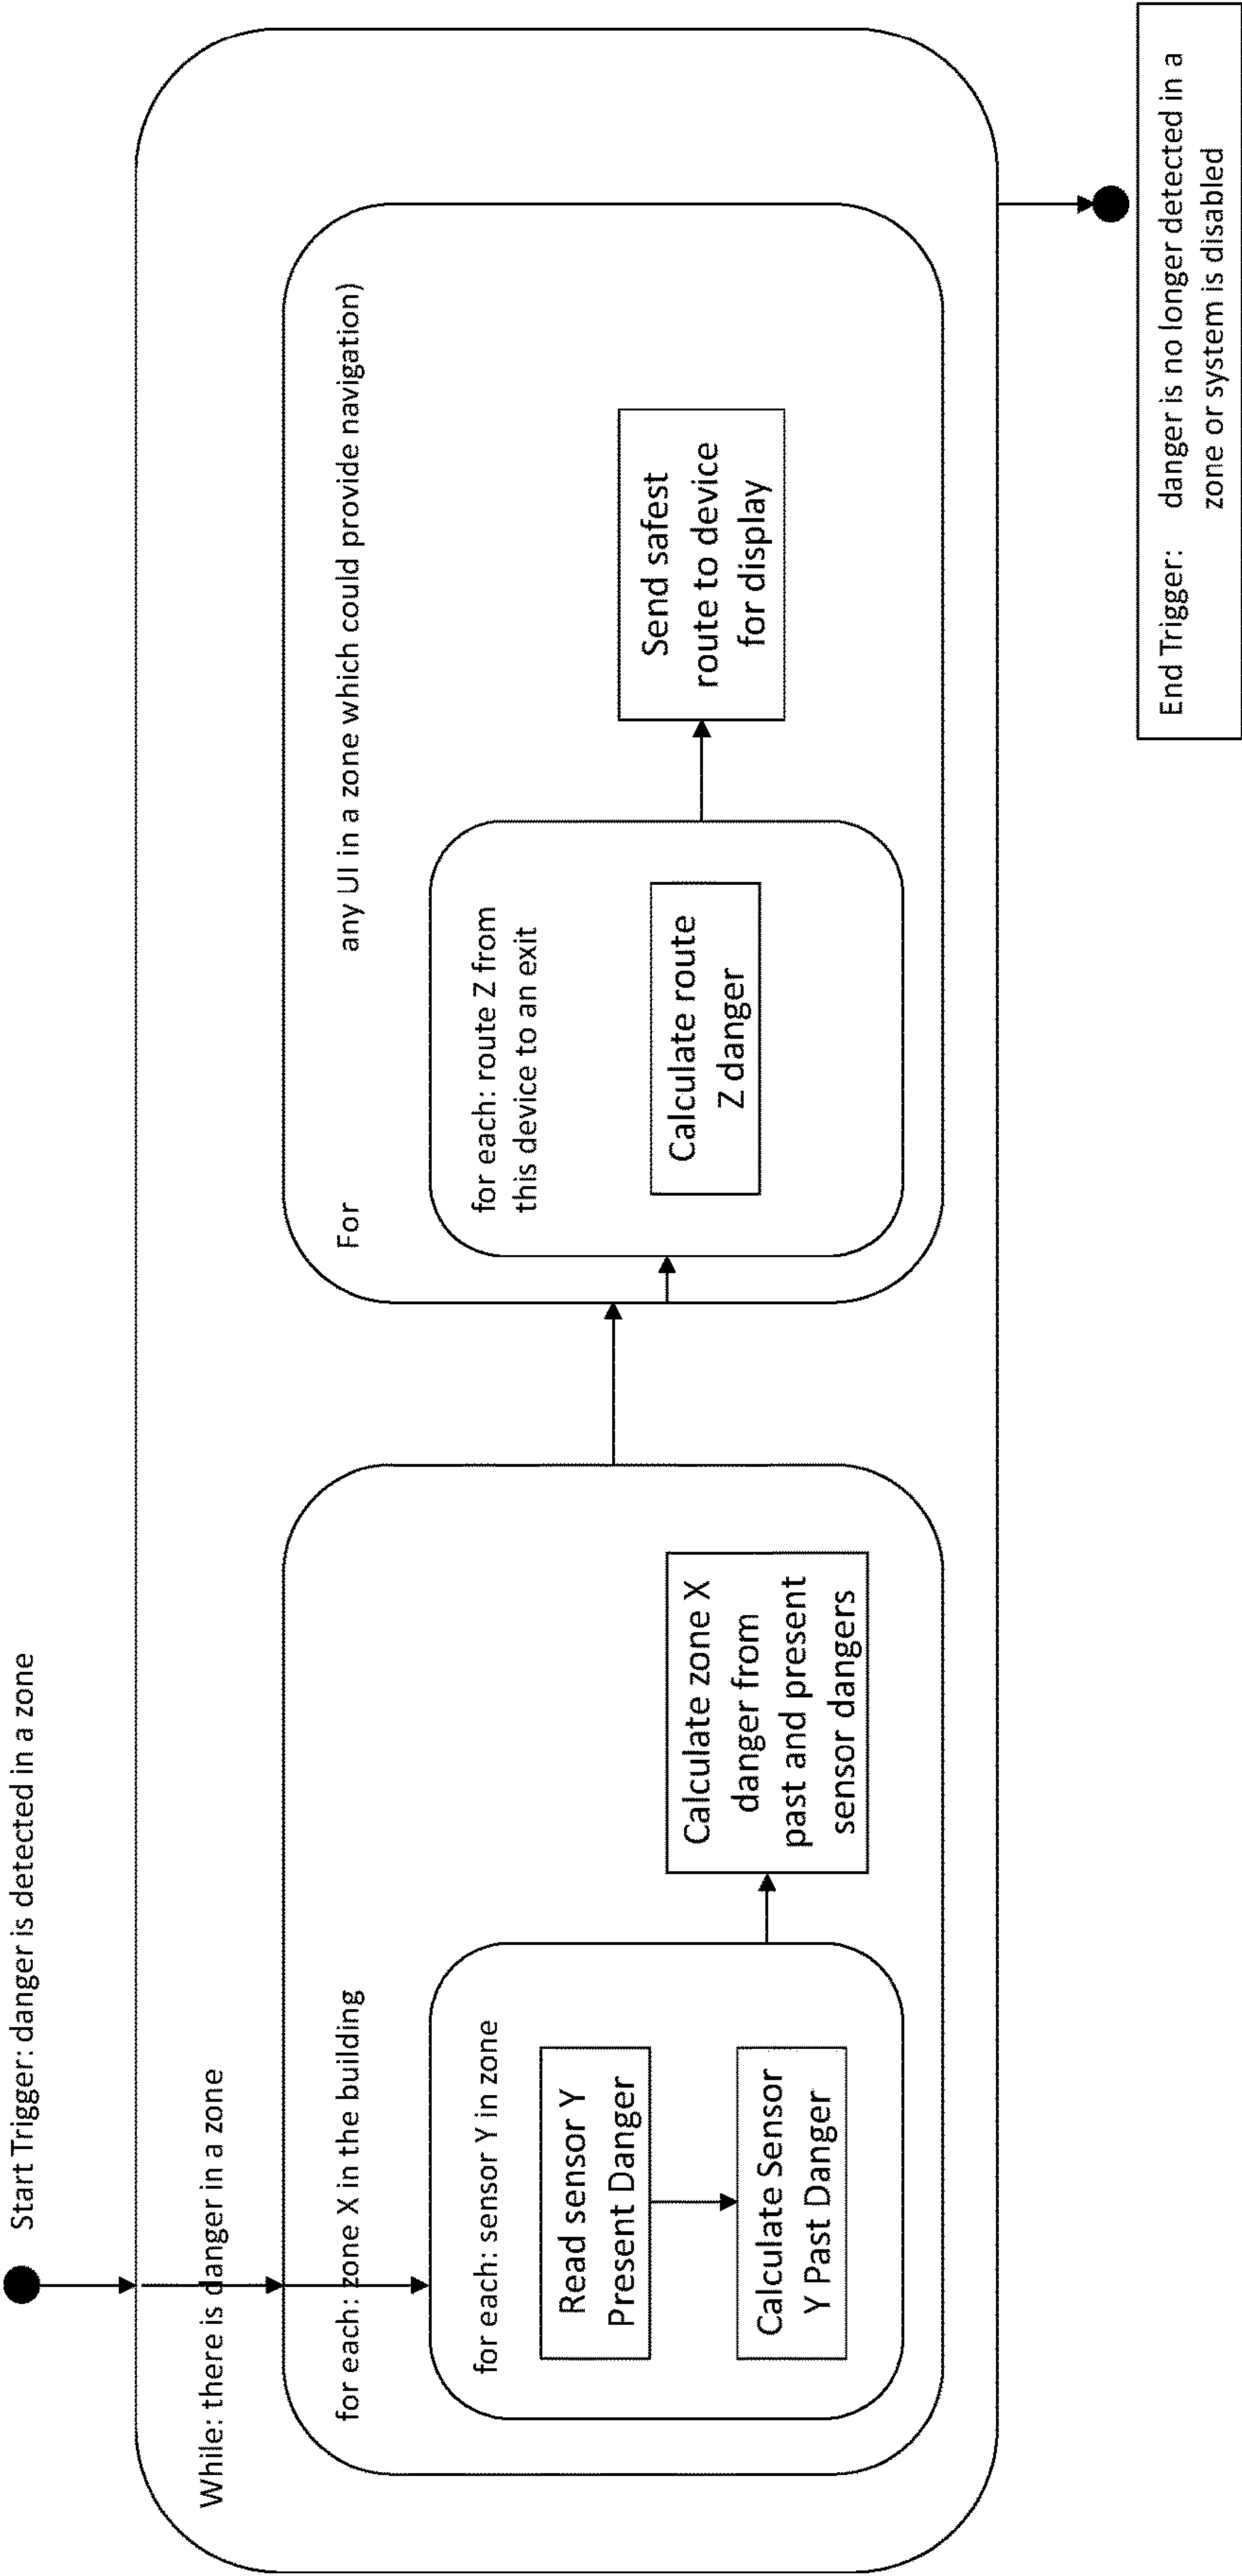 Start Trigger: danger is detected in a zone
While: there is danger in a zone
for each: zone X in the building
for each: sensor Y in zone
Read sensor Y
Present Danger
Calculate Sensor
Y Past Danger
Calculate zone X
danger from
past and present
sensor dangers
For any UI in a zone which could provide navigation)
for each: route Z from
this device to an exit
Calculate route
Z danger
Send safest
route to device
for display
End Trigger: danger is no longer detected in a
zone or system is disabled